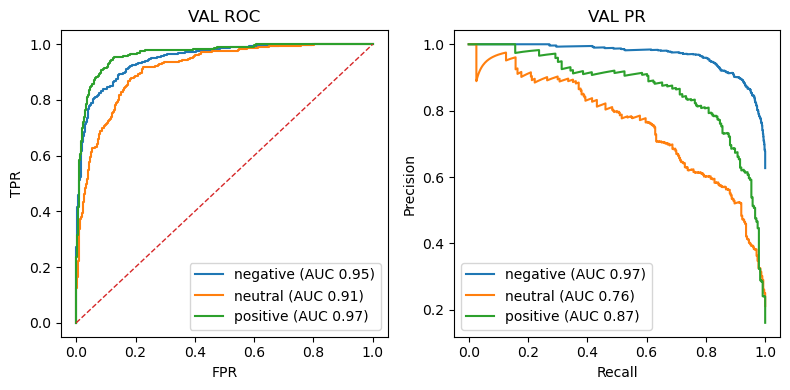 VAL ROC
TPR
1.0
0.8
0.6
0.4
0.2
0.0
negative (AUC 0.95)
neutral (AUC 0.91)
positive (AUC 0.97)
0.0 0.2 0.4 0.6 0.8 1.0
FPR
VAL PR
Precision
1.0
0.8
0.6
0.4
0.2
negative (AUC 0.97)
neutral (AUC 0.76)
positive (AUC 0.87)
0.0 0.2 0.4 0.6 0.8 1.0
Recall